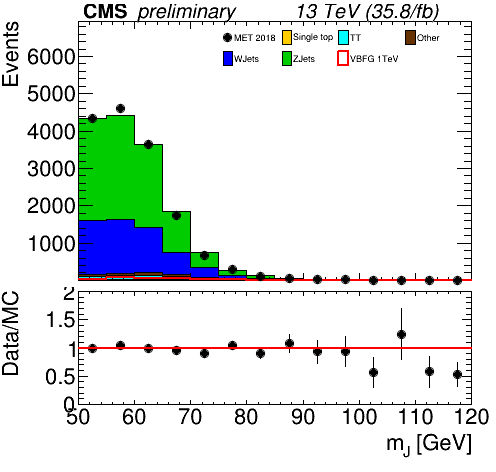 CMS preliminary 13 TeV (35.8/fb)
Events
6000
5000
4000
3000
2000
1000
MET 2018 Single top TT Other
WJets ZJets VBFG 1TeV
Data/MC
2
1.5
1
0.5
0
50 60 70 80 90 100 110 120
m_J [GeV]